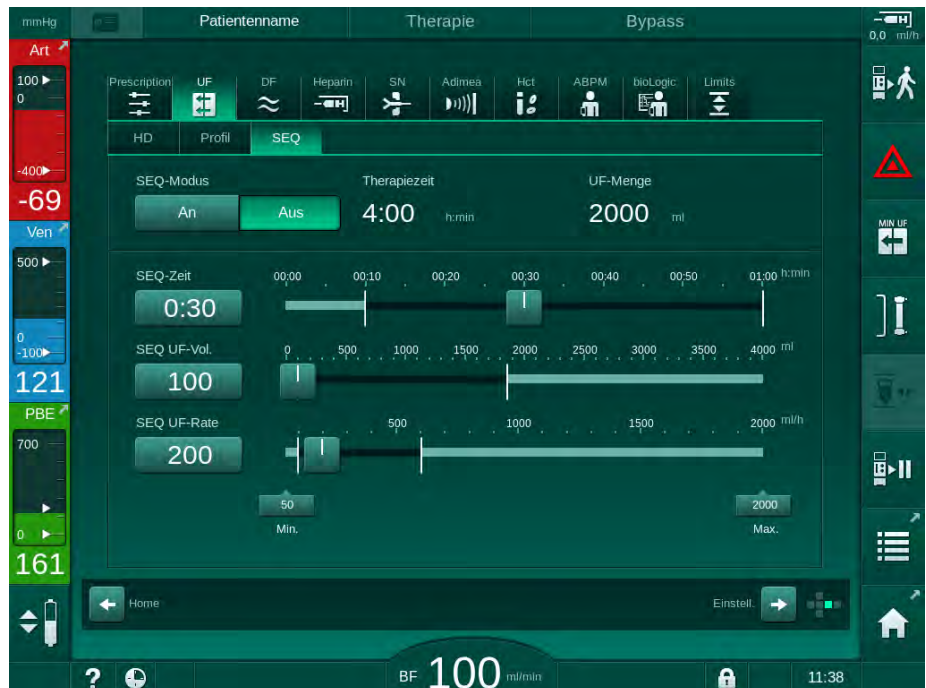 mmHg Patientenname Therapie Bypass
0,0 ml/h
Art
100
0
-400
-69
Ven
500
0
-100
121
PBE
700
0
161
Prescription UF DF Heparin SN Adimea Hct ABPM bioLogic Limits
HD Profil SEQ
SEQ-Modus Therapiezeit UF-Menge
An Aus 4:00 h:min 2000 ml
SEQ-Zeit 00:00 00:10 00:20 00:30 00:40 00:50 01:00 h:min
0:30
SEQ UF-Vol. 0 500 1000 1500 2000 2500 3000 3500 4000 ml
100
SEQ UF-Rate 500 1000 1500 2000 ml/h
200
50 2000
Min. Max.
Home Einstell.
MIN UF
? BF 100 ml/min 11:38